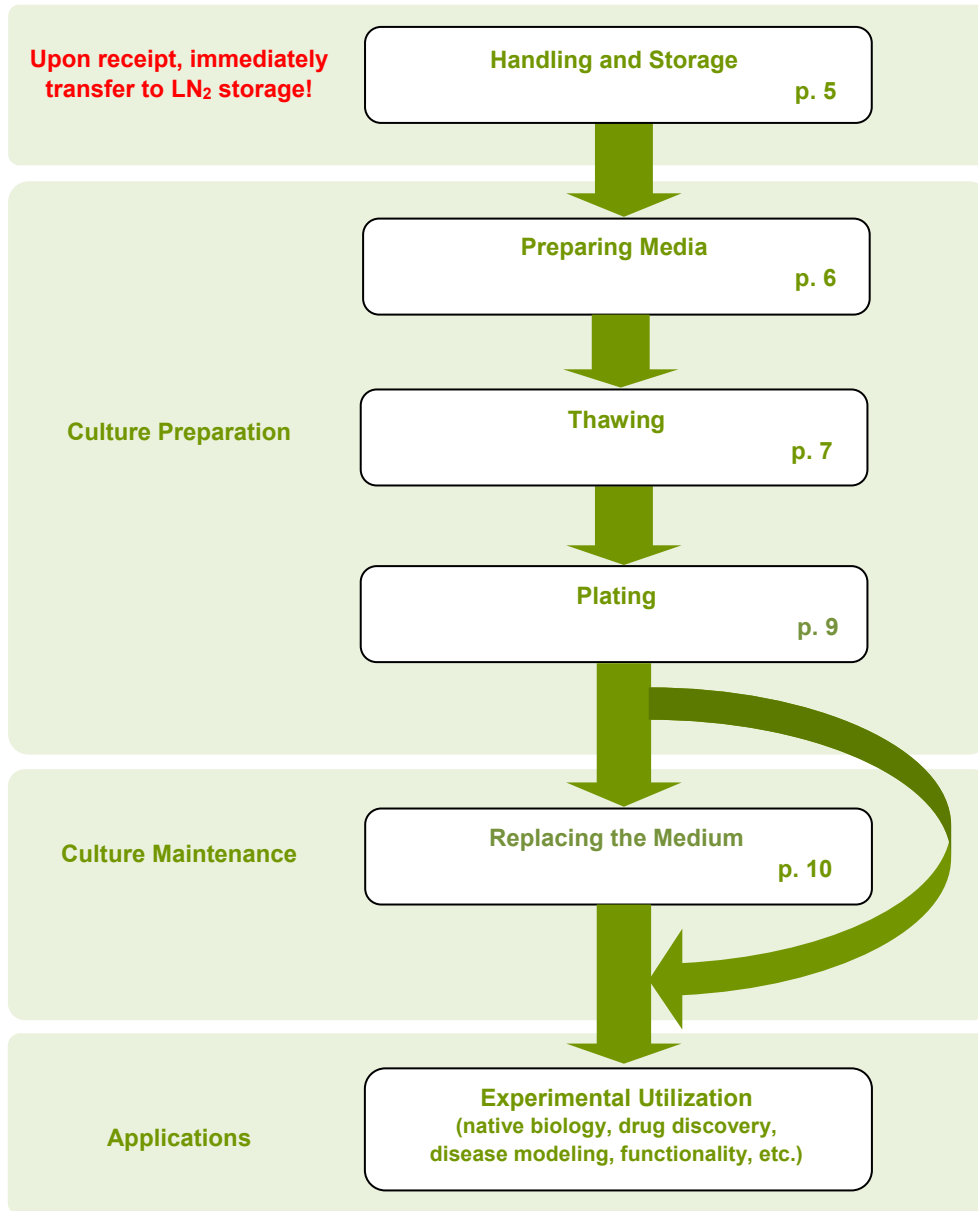 Upon receipt, immediately
transfer to LN₂ storage!
Handling and Storage
p. 5
Preparing Media
p. 6
Culture Preparation
Thawing
p. 7
Plating
p. 9
Culture Maintenance
Replacing the Medium
p. 10
Applications
Experimental Utilization
(native biology, drug discovery,
disease modeling, functionality, etc.)